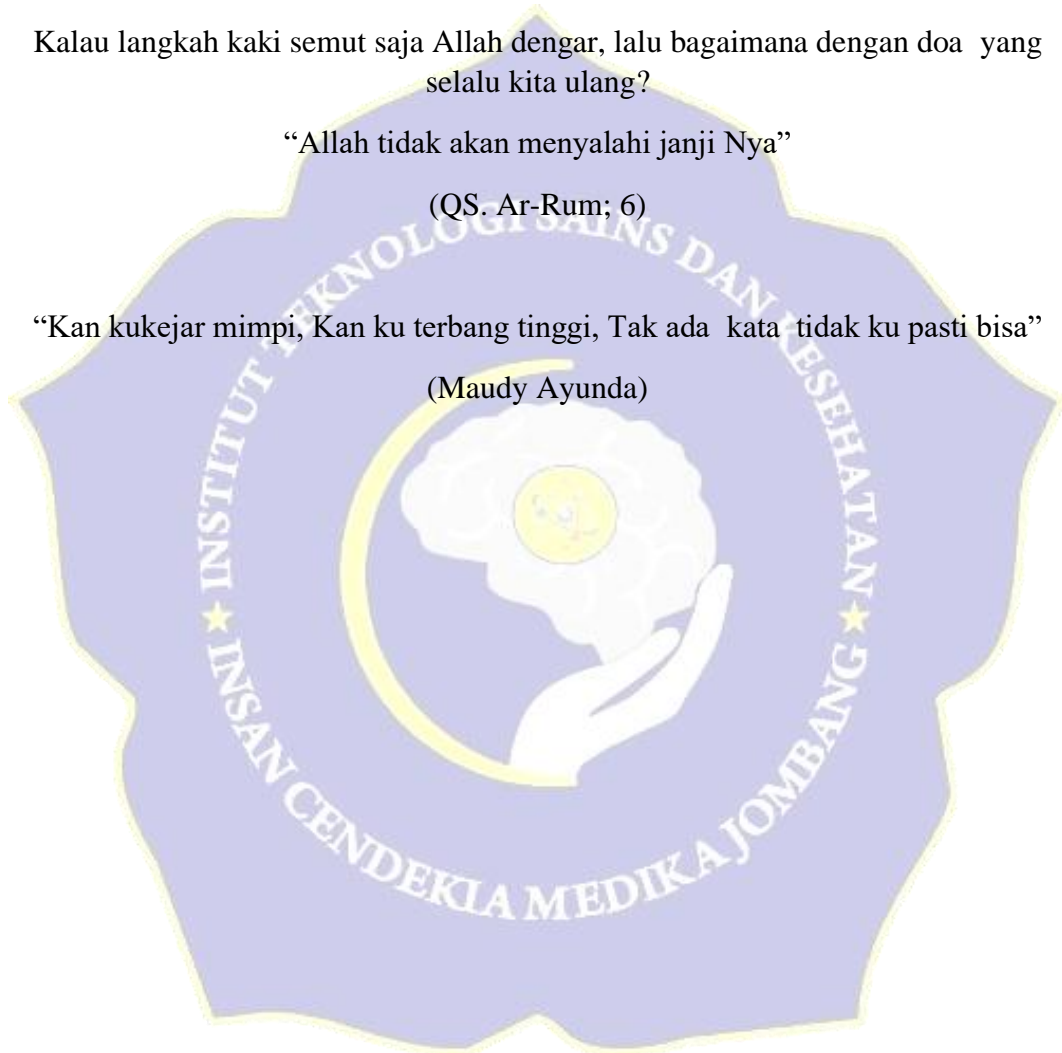 Kalau langkah kaki semut saja Allah dengar, lalu bagaimana dengan doa yang
selalu kita ulang?
“Allah tidak akan menyalahi janji Nya”
(QS. Ar-Rum; 6)
“Kan kukejar mimpi, Kan ku terbang tinggi, Tak ada kata tidak ku pasti bisa”
(Maudy Ayunda)
INSTITUT TEKNOLOGI SAINS DAN KESEHATAN
INSAN CENDEKIA MEDIKA JOMBANG